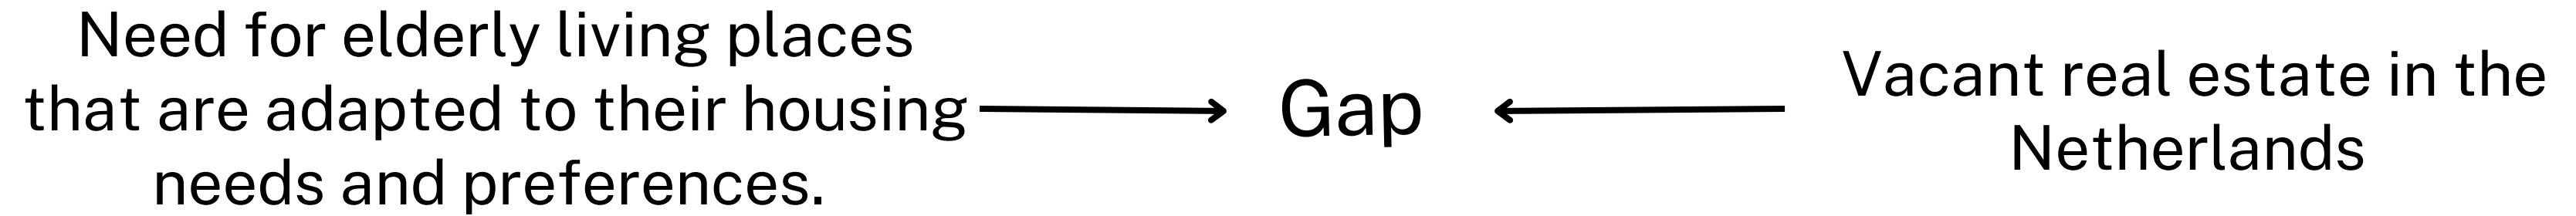 Need for elderly living places
that are adapted to their housing
needs and preferences.
Gap
Vacant real estate in the
Netherlands